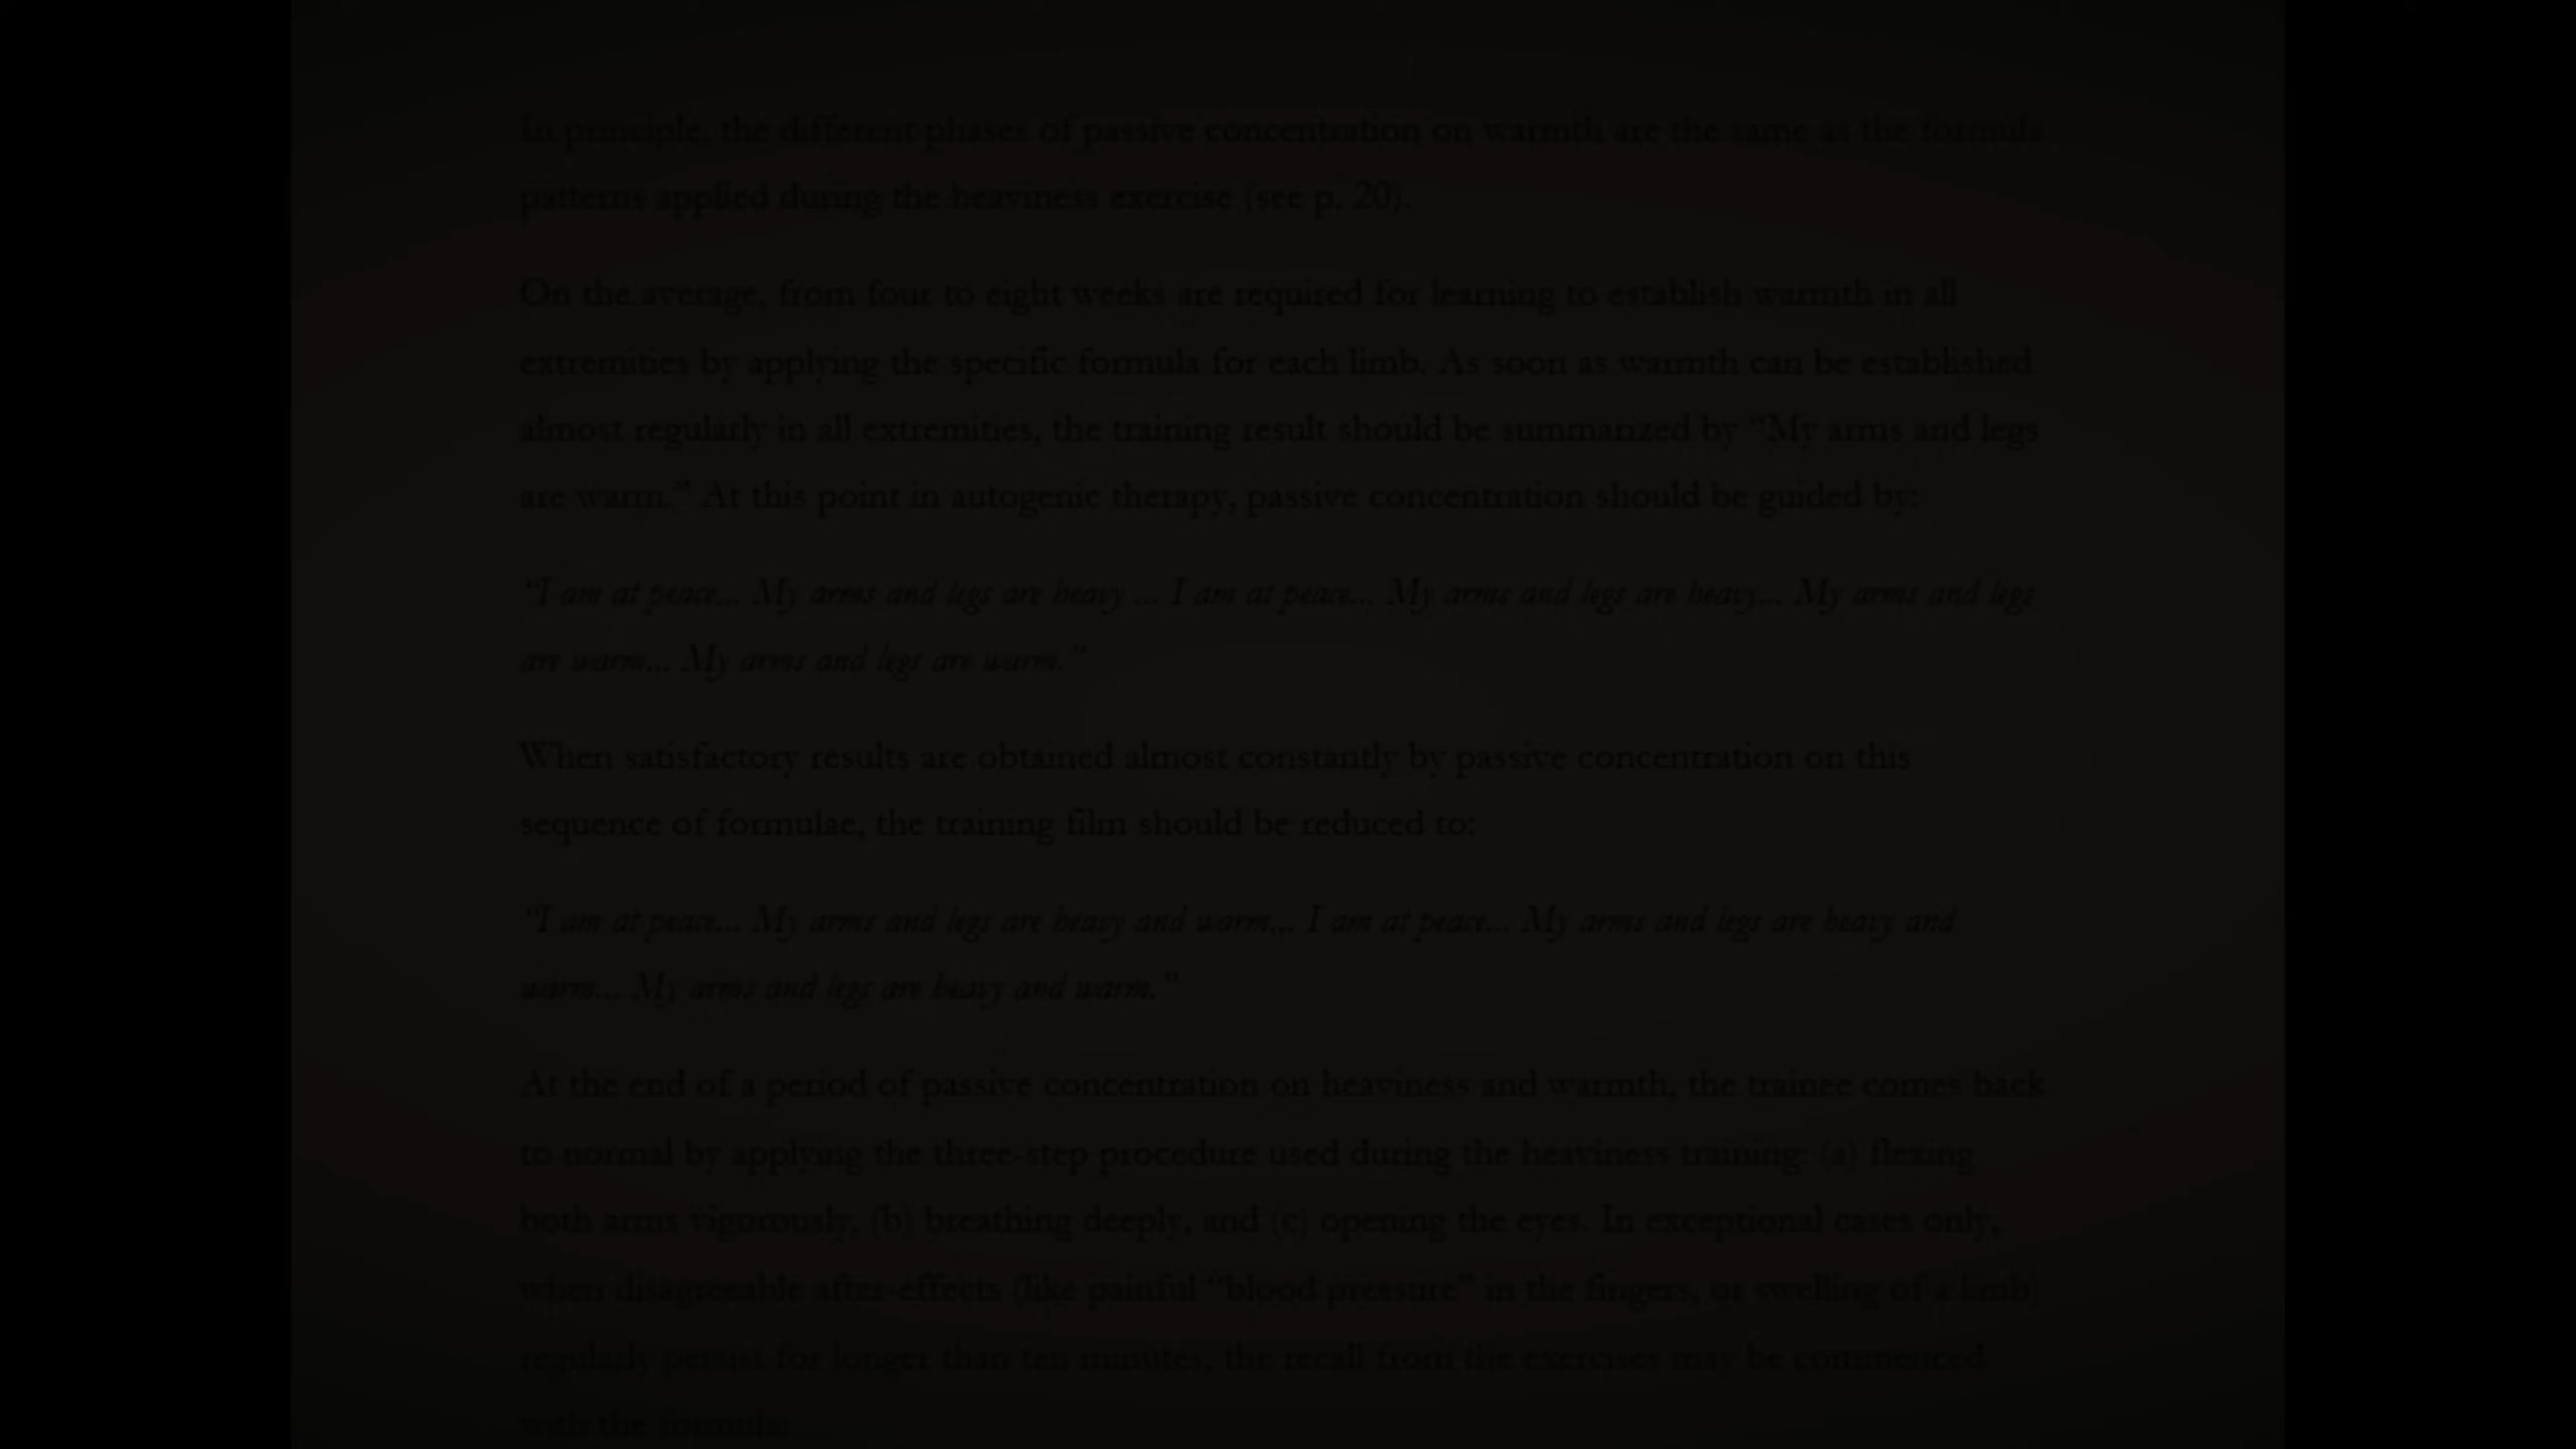 In principle, the different phases of passive concentration on warmth are the same as the formula
patterns applied during the heaviness exercise (see p. 20).
On the average, from four to eight weeks are required for learning to establish warmth in all
extremities by applying the specific formula for each limb. As soon as warmth can be established
almost regularly in all extremities, the training result should be summarized by “My arms and legs
are warm.” At this point in autogenic therapy, passive concentration should be guided by:
“I am at peace... My arms and legs are heavy ... I am at peace... My arms and legs are heavy... My arms and legs
are warm... My arms and legs are warm.”
When satisfactory results are obtained almost constantly by passive concentration on this
sequence of formulae, the training film should be reduced to:
“I am at peace... My arms and legs are heavy and warm... I am at peace... My arms and legs are heavy and
warm... My arms and legs are heavy and warm.”
At the end of a period of passive concentration on heaviness and warmth, the trainee comes back
to normal by applying the three-step procedure used during the heaviness training: (a) flexing
both arms vigorously, (b) breathing deeply, and (c) opening the eyes. In exceptional cases only,
when disagreeable after-effects (like painful “blood pressure” in the fingers, or swelling of a limb)
regularly persist for longer than ten minutes, the recall from the exercises may be commenced
with the formula: